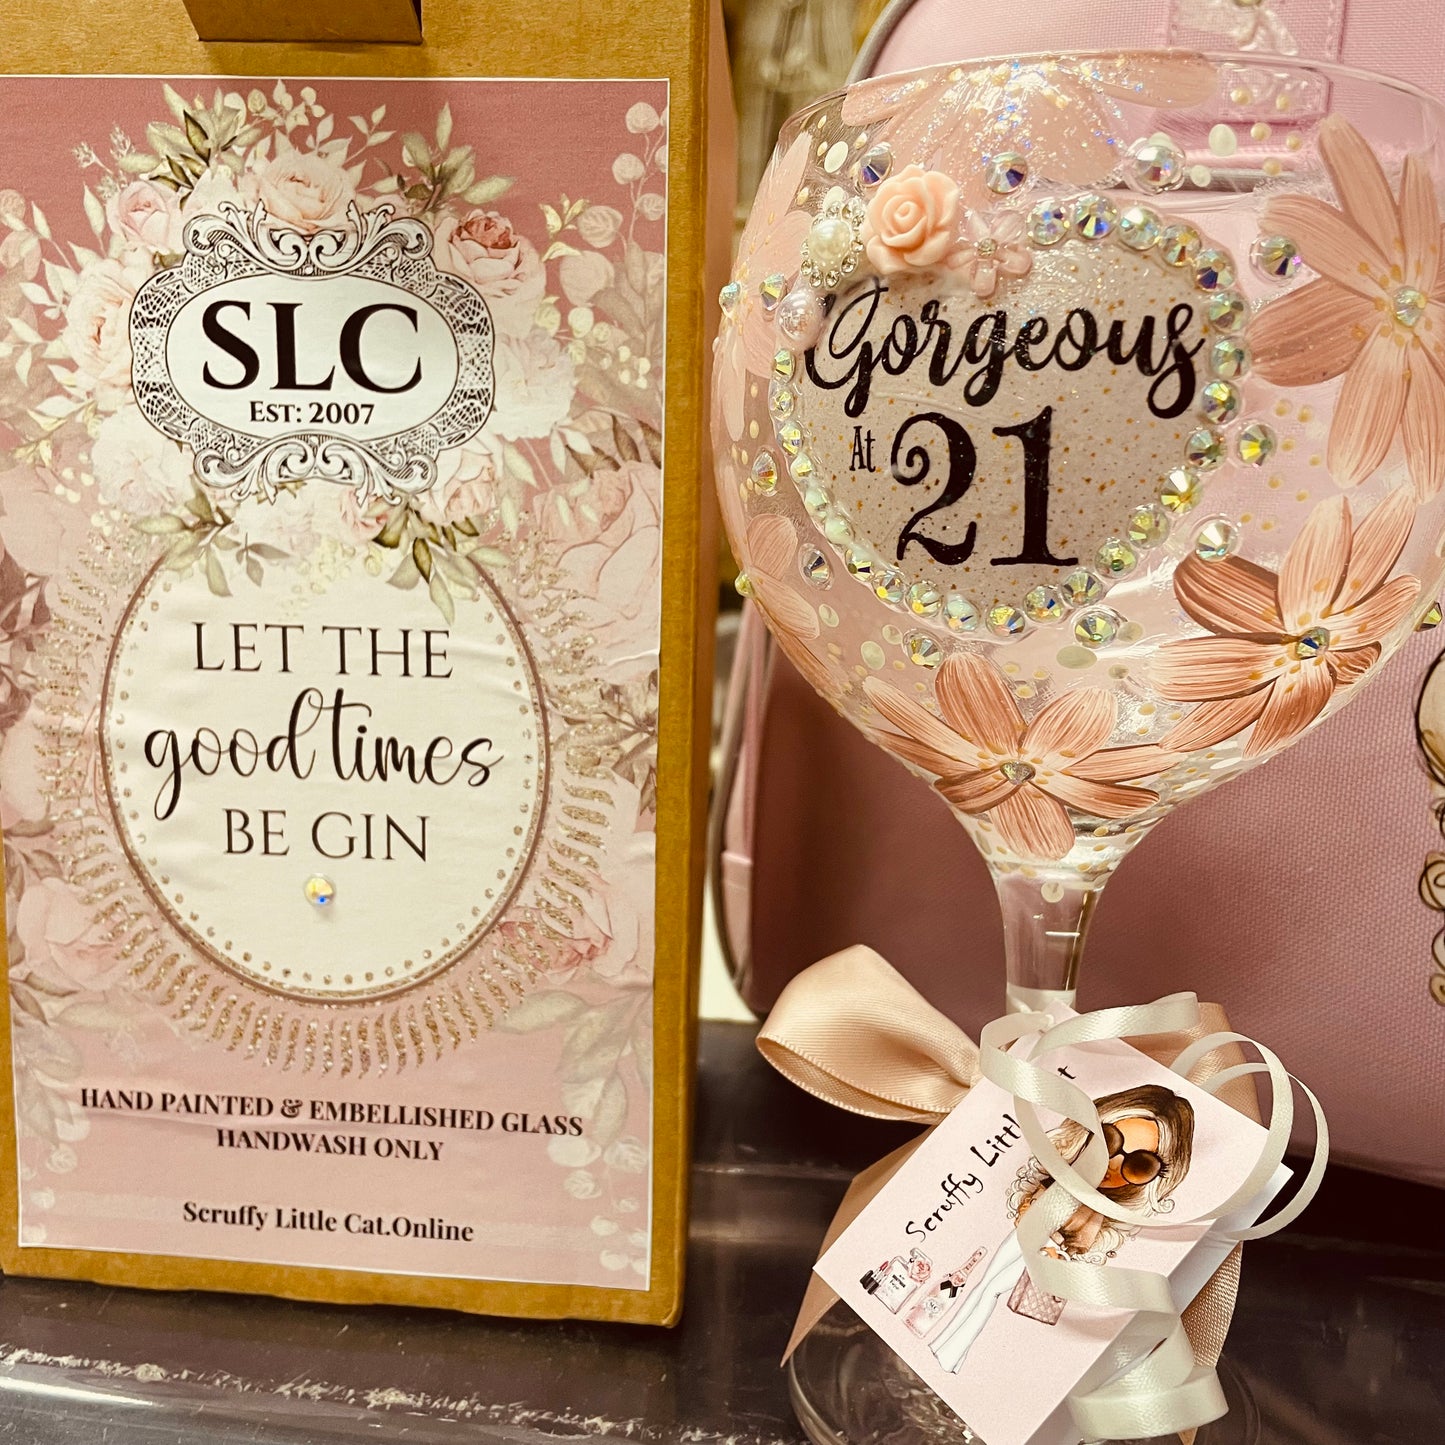 SLC
EST: 2007
LET THE
good times
BE GIN
HAND PAINTED & EMBELLISHED GLASS
HANDWASH ONLY
Scruffy Little Cat.Online
Gorgeous
At 21
Scruffy Little